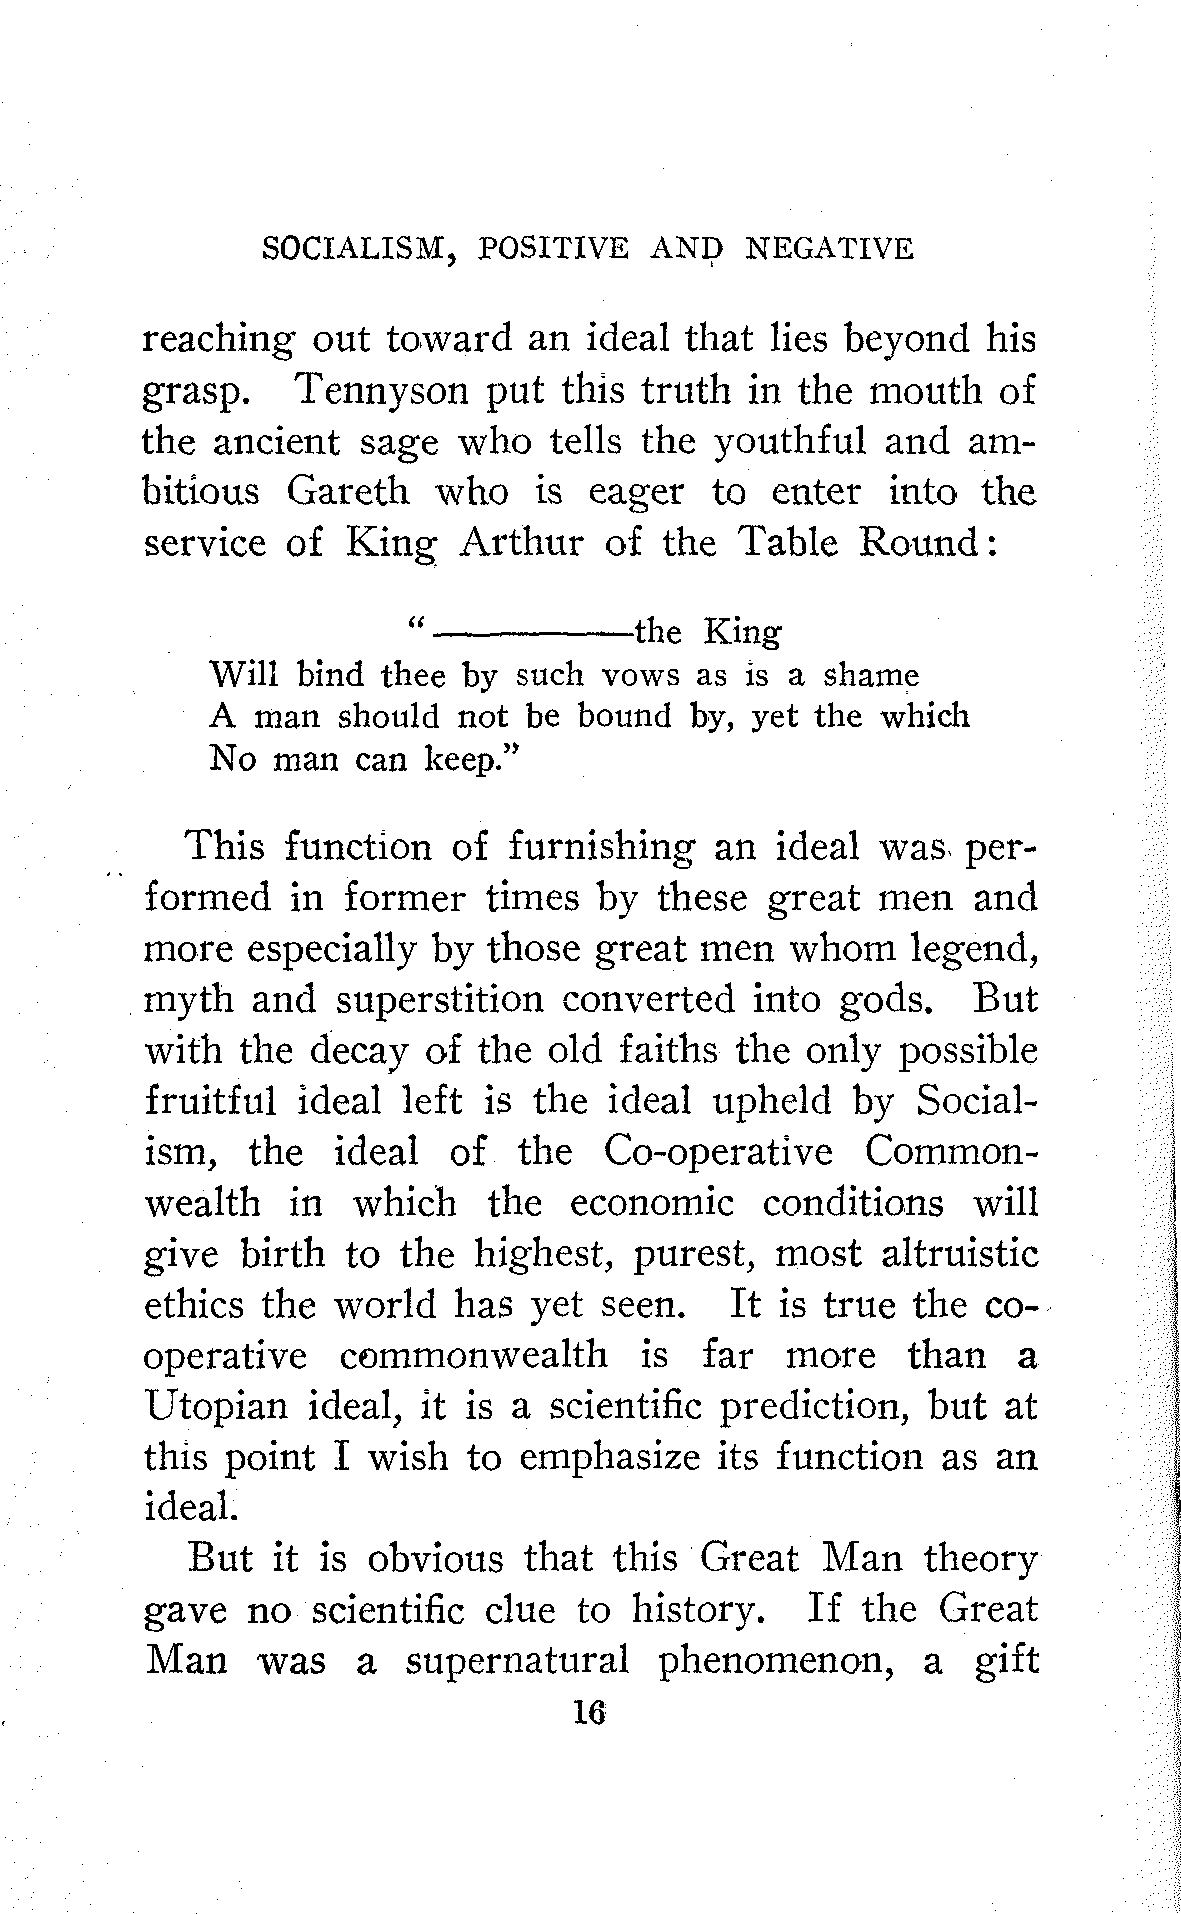 SOCIALISM, POSITIVE AND NEGATIVE
reaching out toward an ideal that lies beyond his
grasp. Tennyson put this truth in the mouth of
the ancient sage who tells the youthful and am-
bitious Gareth who is eager to enter into the
service of King Arthur of the Table Round:
"————the King
Will bind thee by such vows as is a shame
A man should not be bound by, yet the which
No man can keep."
This function of furnishing an ideal was per-
formed in former times by these great men and
more especially by those great men whom legend,
myth and superstition converted into gods. But
with the decay of the old faiths the only possible
fruitful ideal left is the ideal upheld by Social-
ism, the ideal of the Co-operative Common-
wealth in which the economic conditions will
give birth to the highest, purest, most altruistic
ethics the world has yet seen. It is true the co-
operative commonwealth is far more than a
Utopian ideal, it is a scientific prediction, but at
this point I wish to emphasize its function as an
ideal.
But it is obvious that this Great Man theory
gave no scientific clue to history. If the Great
Man was a supernatural phenomenon, a gift
16